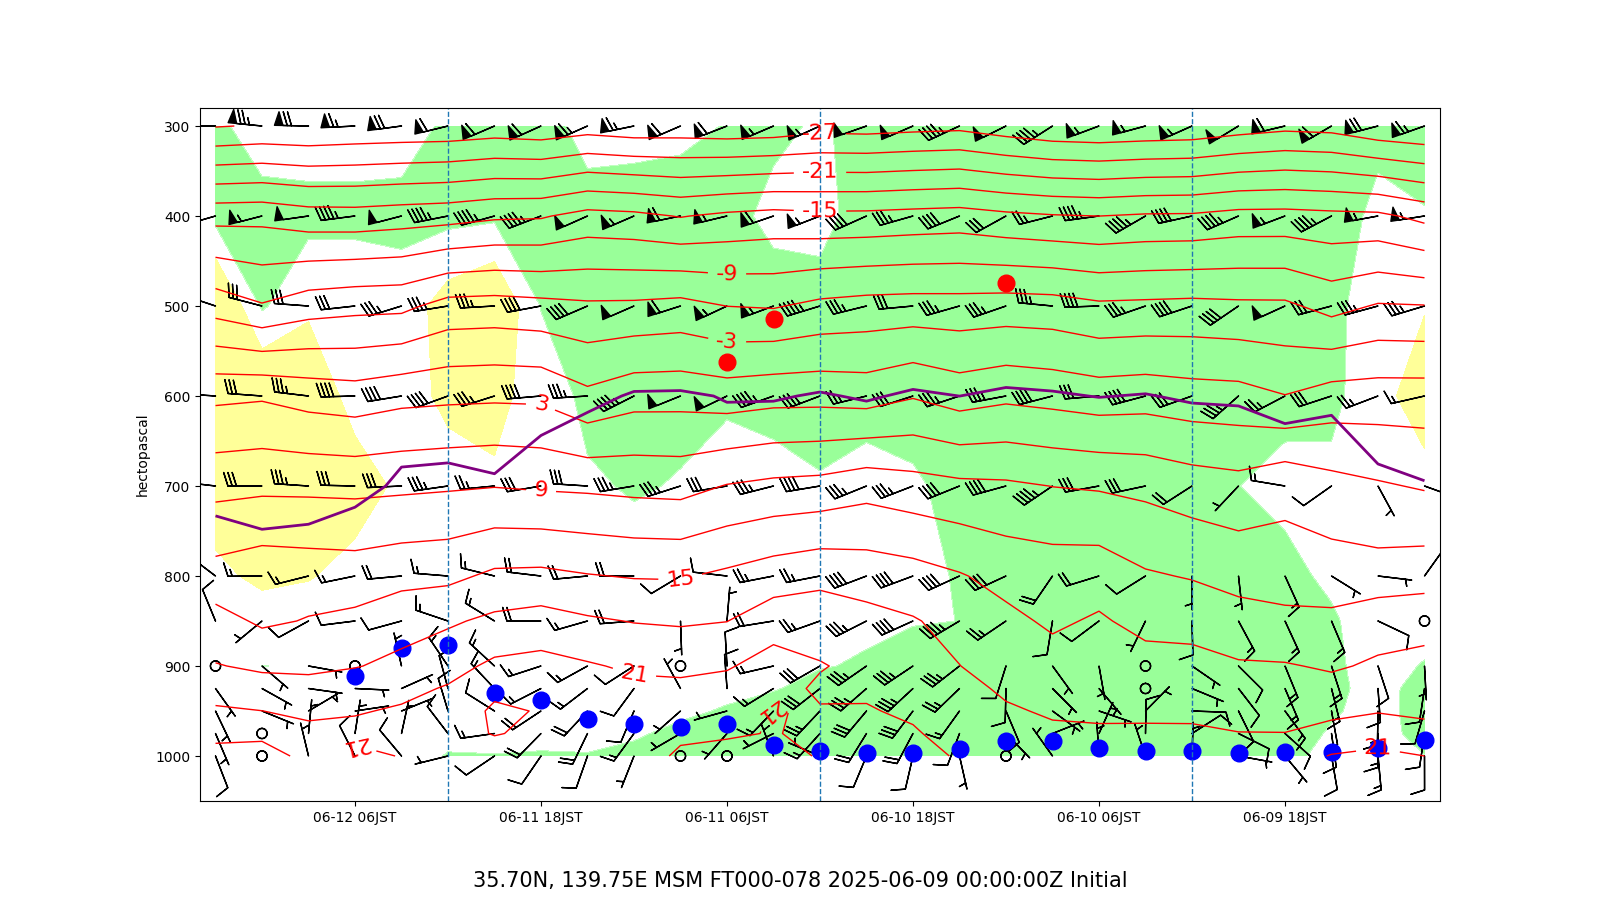 300
400
500
600
700
800
900
1000
hectopascal
-27
-21
-15
-9
-3
3
9
15
21
21
21
21
06-12 06JST
06-11 18JST
06-11 06JST
06-10 18JST
06-10 06JST
06-09 18JST
35.70N, 139.75E MSM FT000-078 2025-06-09 00:00:00Z Initial